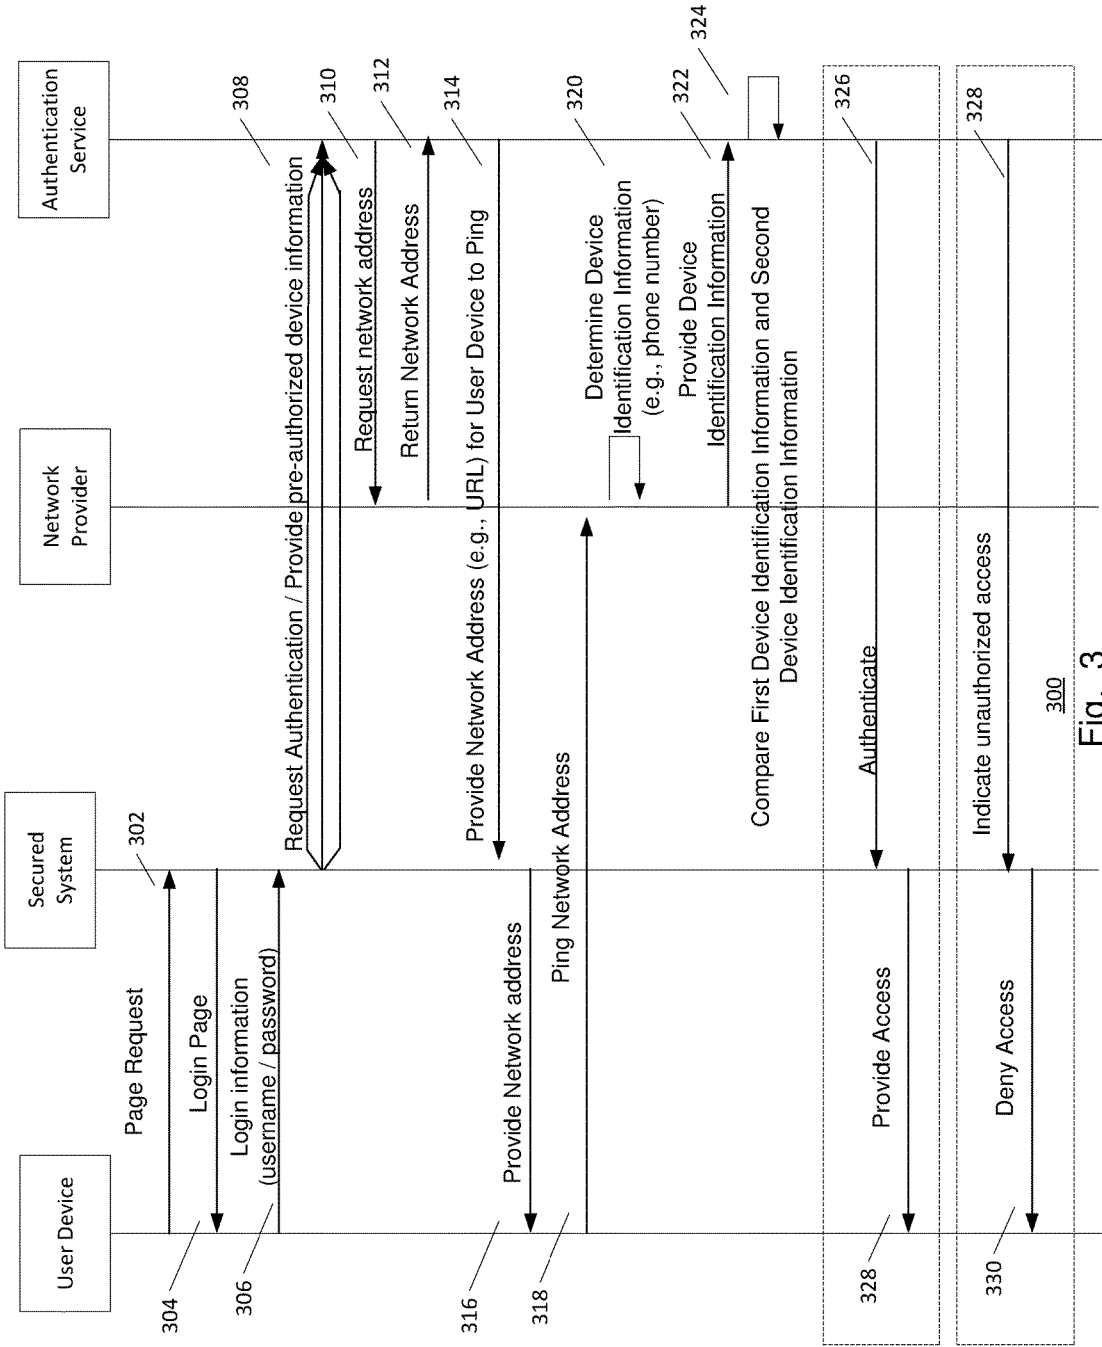 User Device
Secured
System
Network
Provider
Authentication
Service
Page Request
302
304
Login Page
306
Login information
(username / password)
308
Request Authentication / Provide pre-authorized device information
310
Request network address
312
Return Network Address
314
Provide Network Address (e.g., URL) for User Device to Ping
316
Provide Network address
318
Ping Network Address
320
Determine Device
Identification Information
(e.g., phone number)
322
Provide Device
Identification Information
324
Compare First Device Identification Information and Second
Device Identification Information
326
Authenticate
328
Provide Access
328
Indicate unauthorized access
330
Deny Access
300
Fig. 3